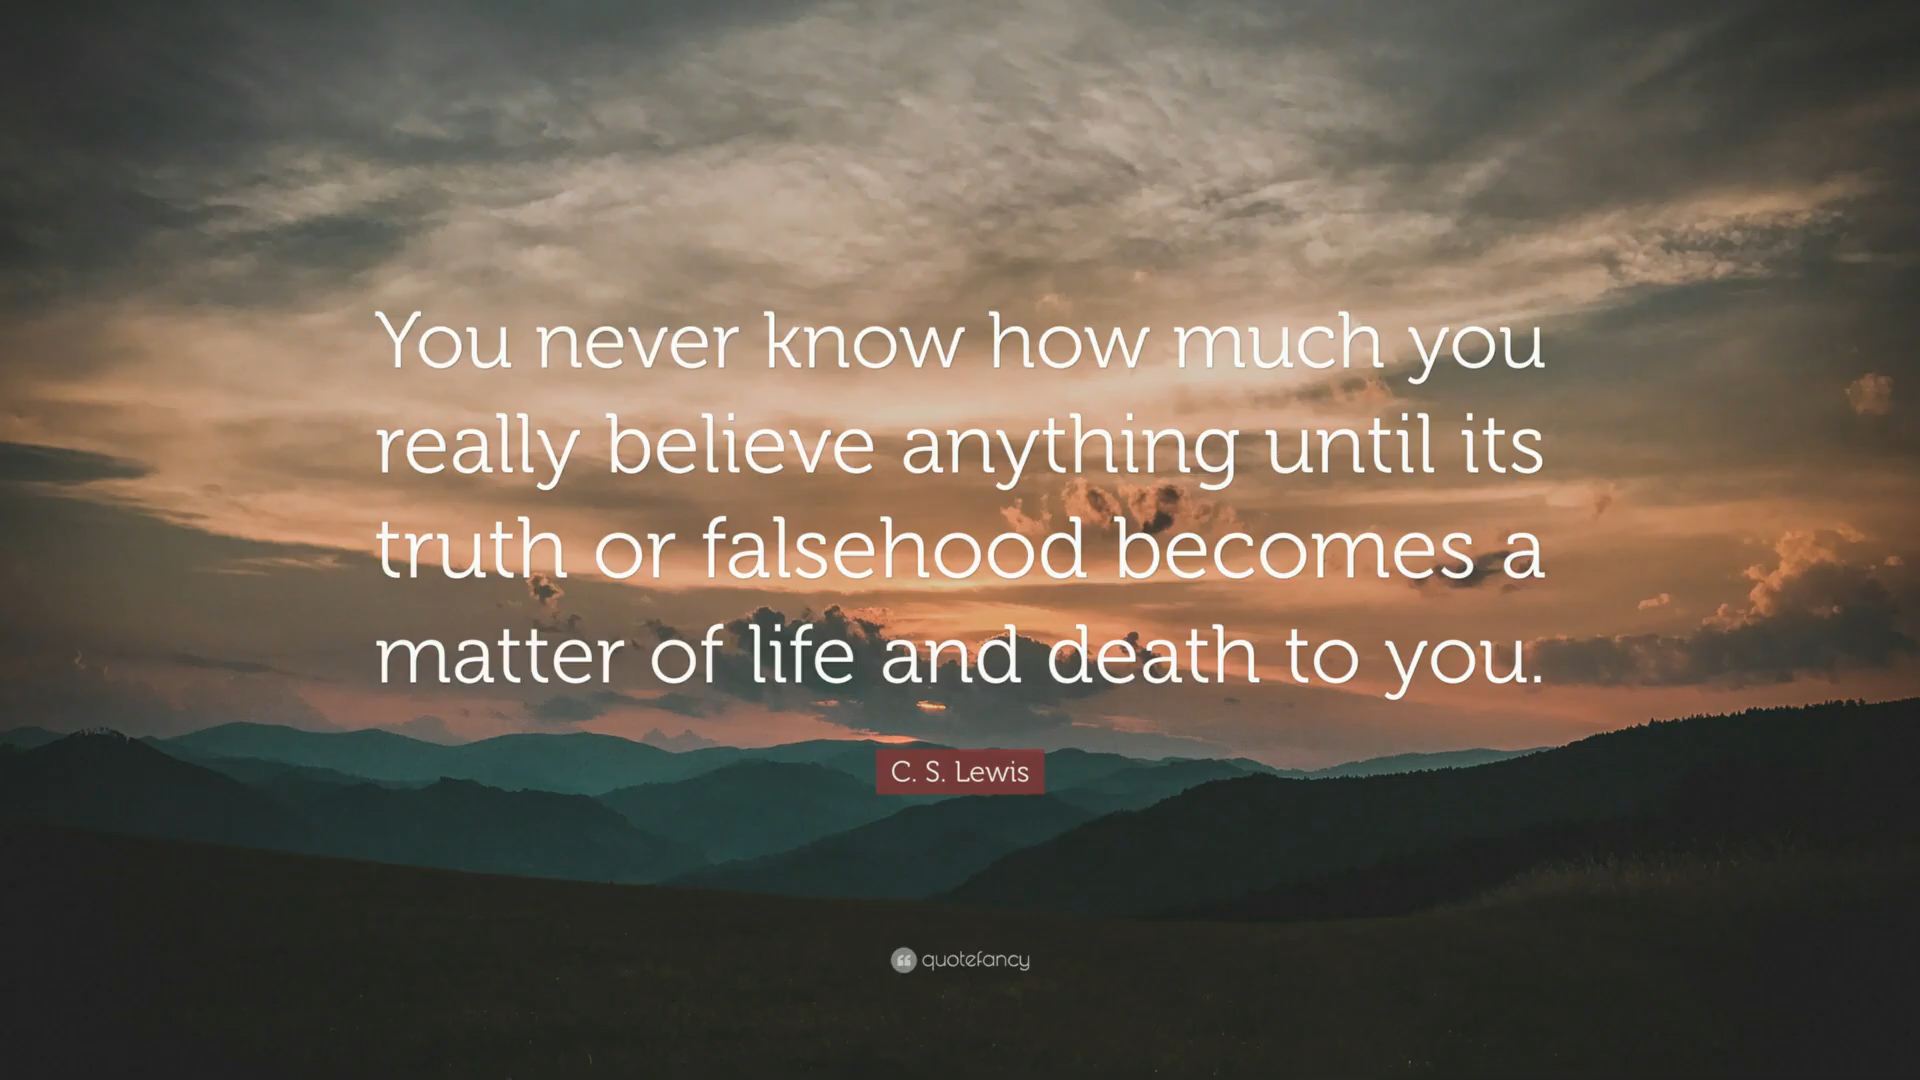 You never know how much you
really believe anything until its
truth or falsehood becomes a
matter of life and death to you.
C. S. Lewis
quotefancy